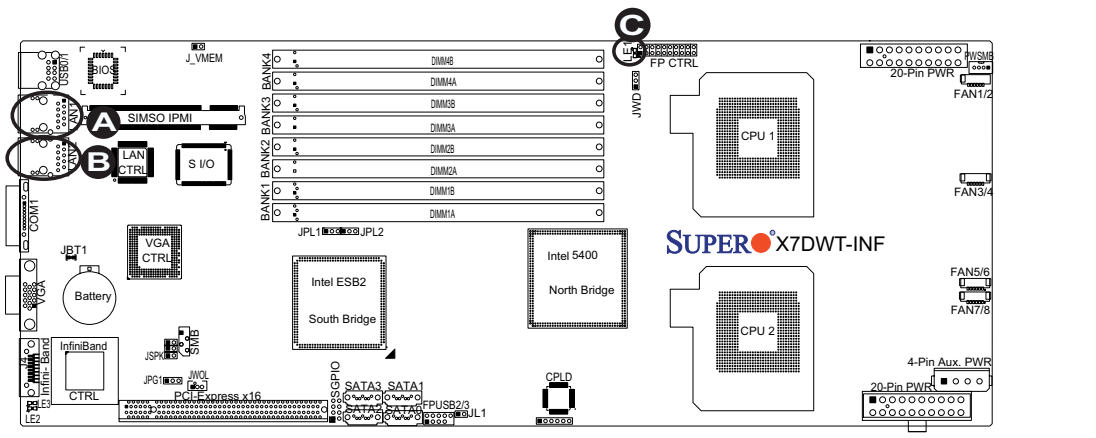 C
LE1
FP CTRL
J_VMEM
USB0/1
BIOS
BANK4
DIMM4B
DIMM4A
BANK3
DIMM3B
DIMM3A
BANK2
DIMM2B
DIMM2A
BANK1
DIMM1B
DIMM1A
JWD
20-Pin PWR
PWSMB
FAN1/2
A
SIMSO IPMI
B
LAN CTRL
S I/O
CPU 1
FAN3/4
COM1
JPL1
JPL2
JBT1
VGA CTRL
SUPER X7DWT-INF
Intel 5400
North Bridge
Intel ESB2
South Bridge
VGA
Battery
FAN5/6
FAN7/8
CPU 2
J4
Infini-Band
InfiniBand
CTRL
SMB
JSPK
JPG1
JWOL
LE3
LE2
PCI-Express x16
SGPIO
SATA3
SATA1
SATA2
SATA0
FPUSB2/3
JL1
CPLD
4-Pin Aux. PWR
20-Pin PWR